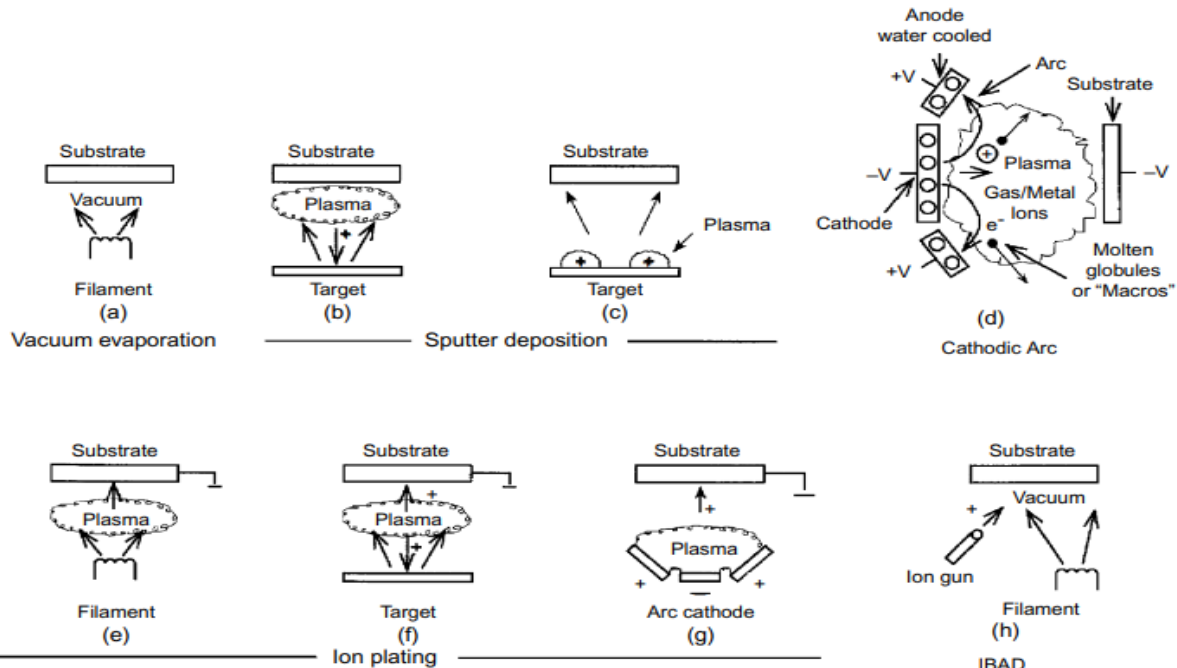 Substrate
Vacuum
Filament
(a)
Vacuum evaporation
Substrate
Plasma
+
Target
(b)
Substrate
Plasma
+ +
Target
(c)
Sputter deposition
Anode
water cooled
+V
Arc
Substrate
+
Plasma
–V
–V
Gas/Metal
Ions
Cathode
e-
+V
Molten
globules
or “Macros”
(d)
Cathodic Arc
Substrate
Plasma
Filament
(e)
Substrate
+
Plasma
+
Target
(f)
Substrate
+
Plasma
+ +
Arc cathode
(g)
Ion plating
Substrate
Vacuum
+
Ion gun
Filament
(h)
IBAD